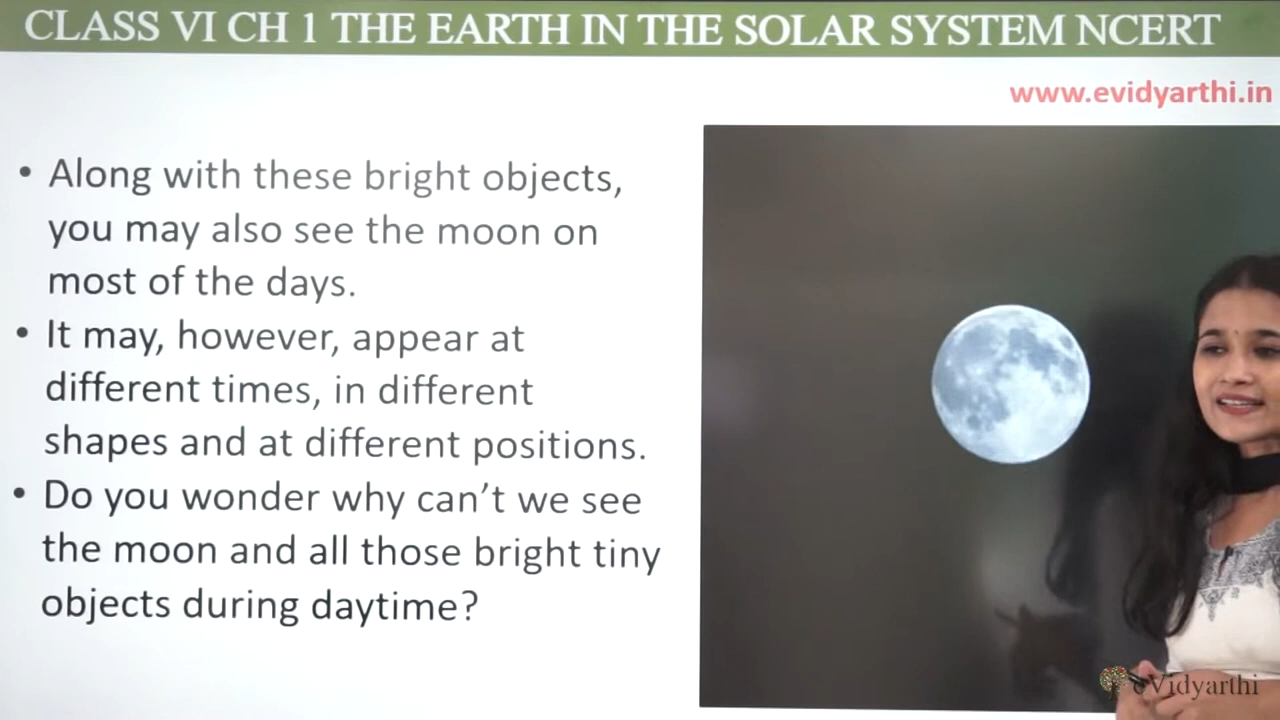 CLASS VI CH 1 THE EARTH IN THE SOLAR SYSTEM NCERT
www.evidyarthi.in
• Along with these bright objects,
you may also see the moon on
most of the days.
• It may, however, appear at
different times, in different
shapes and at different positions.
• Do you wonder why can't we see
the moon and all those bright tiny
objects during daytime?
eVidyarthi